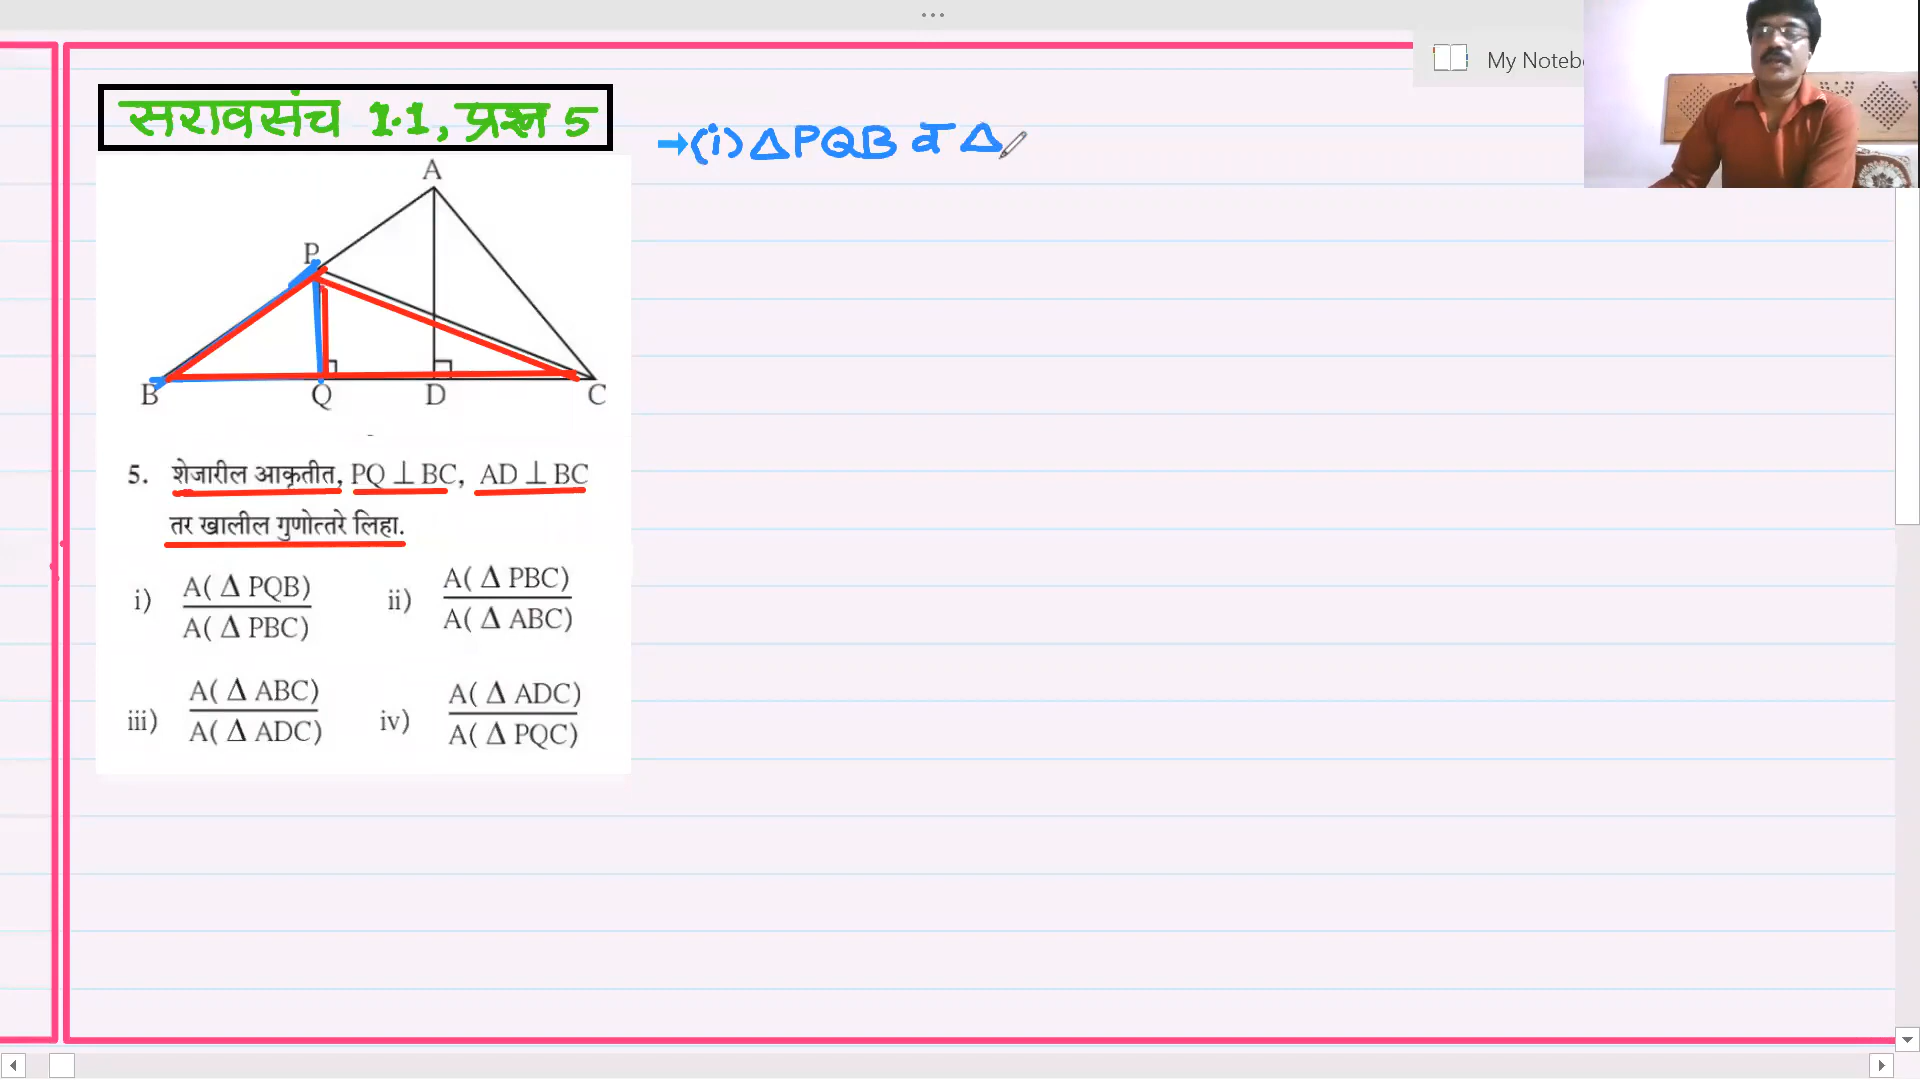 My Noteb
सरावसंच 1.1, प्रश्न 5
→(i) Δ PQB व Δ
A
P
B Q D C
5. शेजारील आकृतीत, PQ ⊥ BC, AD ⊥ BC
तर खालील गुणोत्तरे लिहा.
i) A( Δ PQB) / A( Δ PBC) ii) A( Δ PBC) / A( Δ ABC)
iii) A( Δ ABC) / A( Δ ADC) iv) A( Δ ADC) / A( Δ PQC)